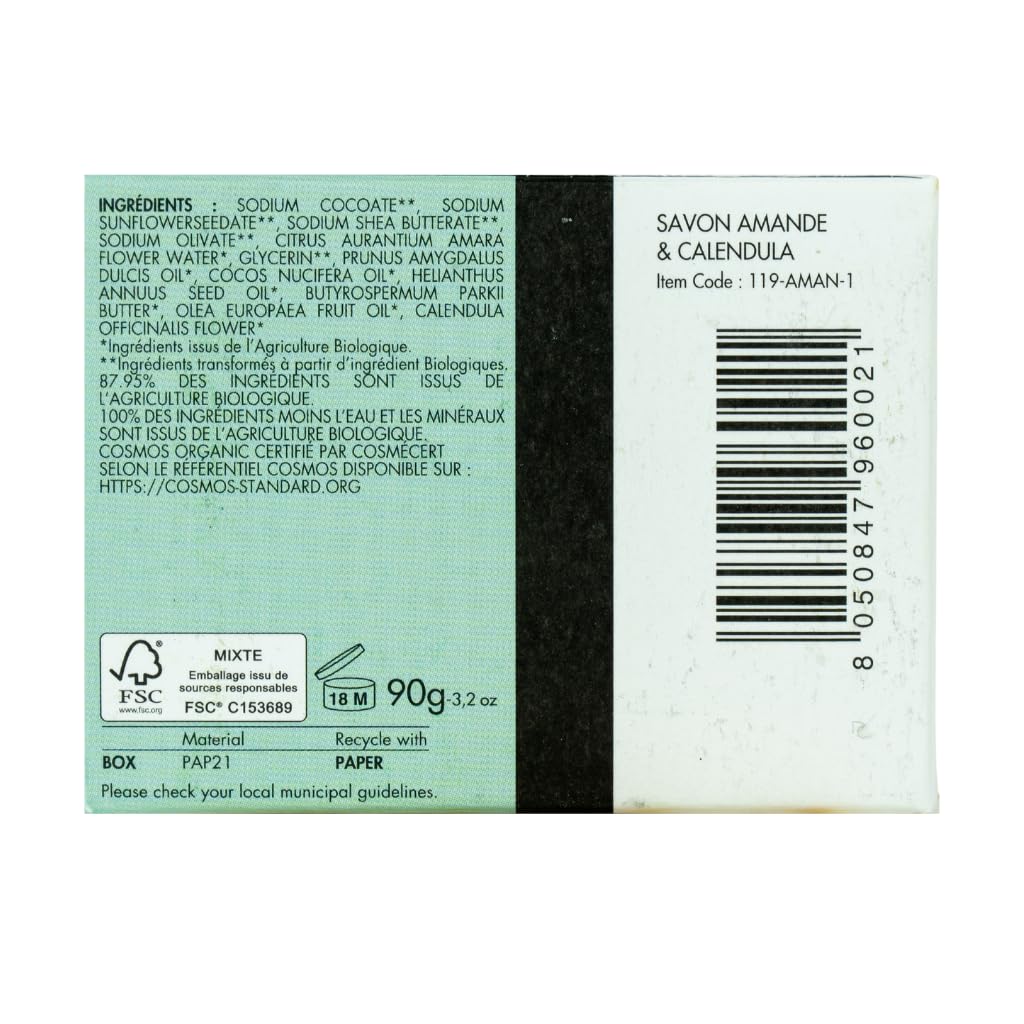 INGRÉDIENTS : SODIUM COCOATE**, SODIUM
SUNFLOWERSEEDATE**, SODIUM SHEA BUTTERATE**,
SODIUM OLIVATE**, CITRUS AURANTIUM AMARA
FLOWER WATER*, GLYCERIN**, PRUNUS AMYGDALUS
DULCIS OIL*, COCOS NUCIFERA OIL*, HELIANTHUS
ANNUUS SEED OIL*, BUTYROSPERMUM PARKII
BUTTER*, OLEA EUROPAEA FRUIT OIL*, CALENDULA
OFFICINALIS FLOWER*
*Ingrédients issus de l’Agriculture Biologique.
**Ingrédients transformés à partir d’ingrédient Biologiques.
87.95% DES INGRÉDIENTS SONT ISSUS DE
L’AGRICULTURE BIOLOGIQUE.
100% DES INGRÉDIENTS MOINS L’EAU ET LES MINÉRAUX
SONT ISSUS DE L’AGRICULTURE BIOLOGIQUE.
COSMOS ORGANIC CERTIFIÉ PAR COSMÉCERT
SELON LE RÉFÉRENTIEL COSMOS DISPONIBLE SUR :
HTTPS://COSMOS-STANDARD.ORG
®
FSC
www.fsc.org
MIXTE
Emballage issu de
sources responsables
FSC® C153689
18 M
90g-3,2 oz
Material Recycle with
BOX PAP21 PAPER
Please check your local municipal guidelines.
SAVON AMANDE
& CALENDULA
Item Code : 119-AMAN-1
8 050847 960021